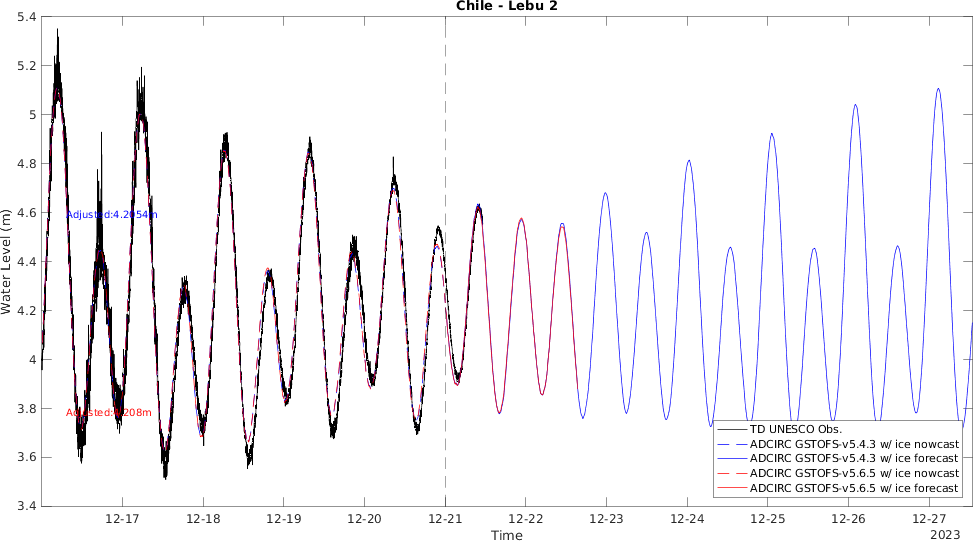 Chile - Lebu 2
5.4
5.2
5
4.8
4.6
4.4
4.2
4
3.8
3.6
3.4
Water Level (m)
Adjusted:4.2054m
Adjusted:4.208m
TD UNESCO Obs.
ADCIRC GSTOFS-v5.4.3 w/ ice nowcast
ADCIRC GSTOFS-v5.4.3 w/ ice forecast
ADCIRC GSTOFS-v5.6.5 w/ ice nowcast
ADCIRC GSTOFS-v5.6.5 w/ ice forecast
12-17 12-18 12-19 12-20 12-21 12-22 12-23 12-24 12-25 12-26 12-27
2023
Time